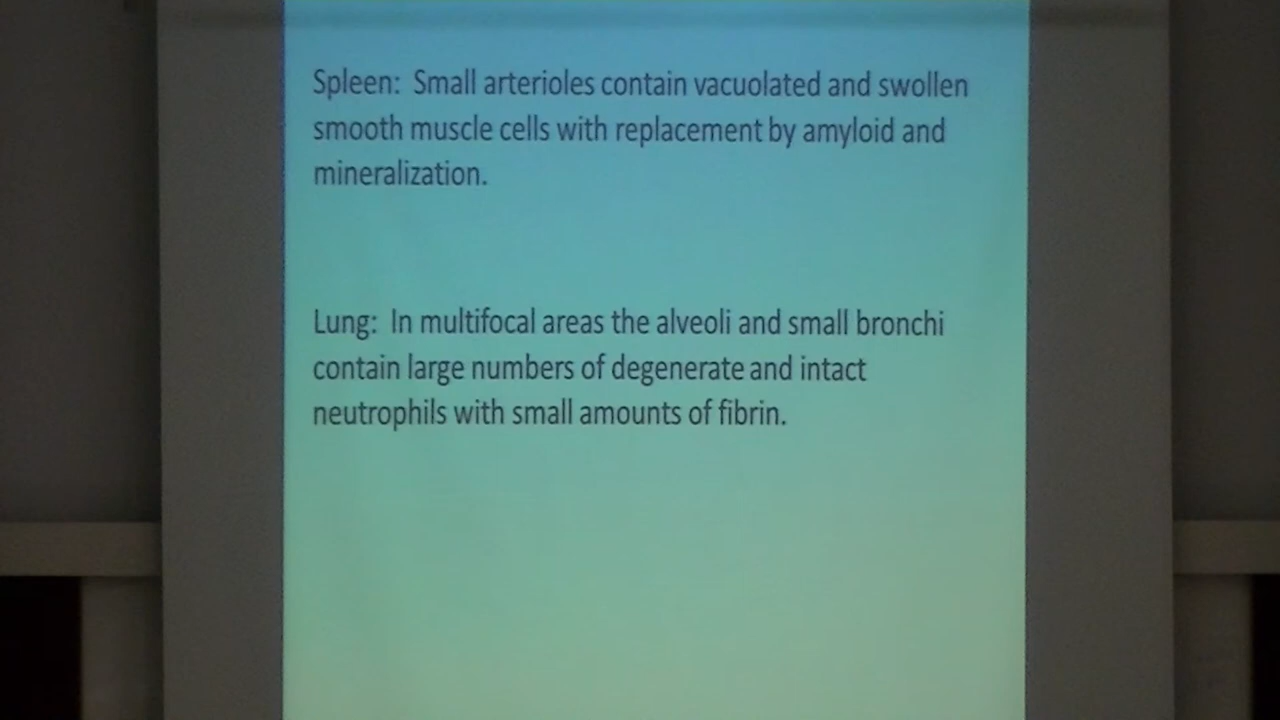 Spleen: Small arterioles contain vacuolated and swollen
smooth muscle cells with replacement by amyloid and
mineralization.
Lung: In multifocal areas the alveoli and small bronchi
contain large numbers of degenerate and intact
neutrophils with small amounts of fibrin.